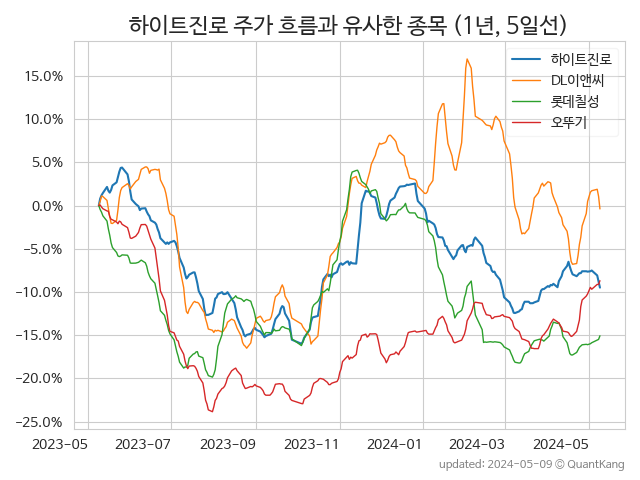 하이트진로 주가 흐름과 유사한 종목 (1년, 5일선)
하이트진로
DL이앤씨
롯데칠성
오뚜기
15.0%
10.0%
5.0%
0.0%
−5.0%
−10.0%
−15.0%
−20.0%
−25.0%
2023-05 2023-07 2023-09 2023-11 2024-01 2024-03 2024-05
updated: 2024-05-09 © QuantKang